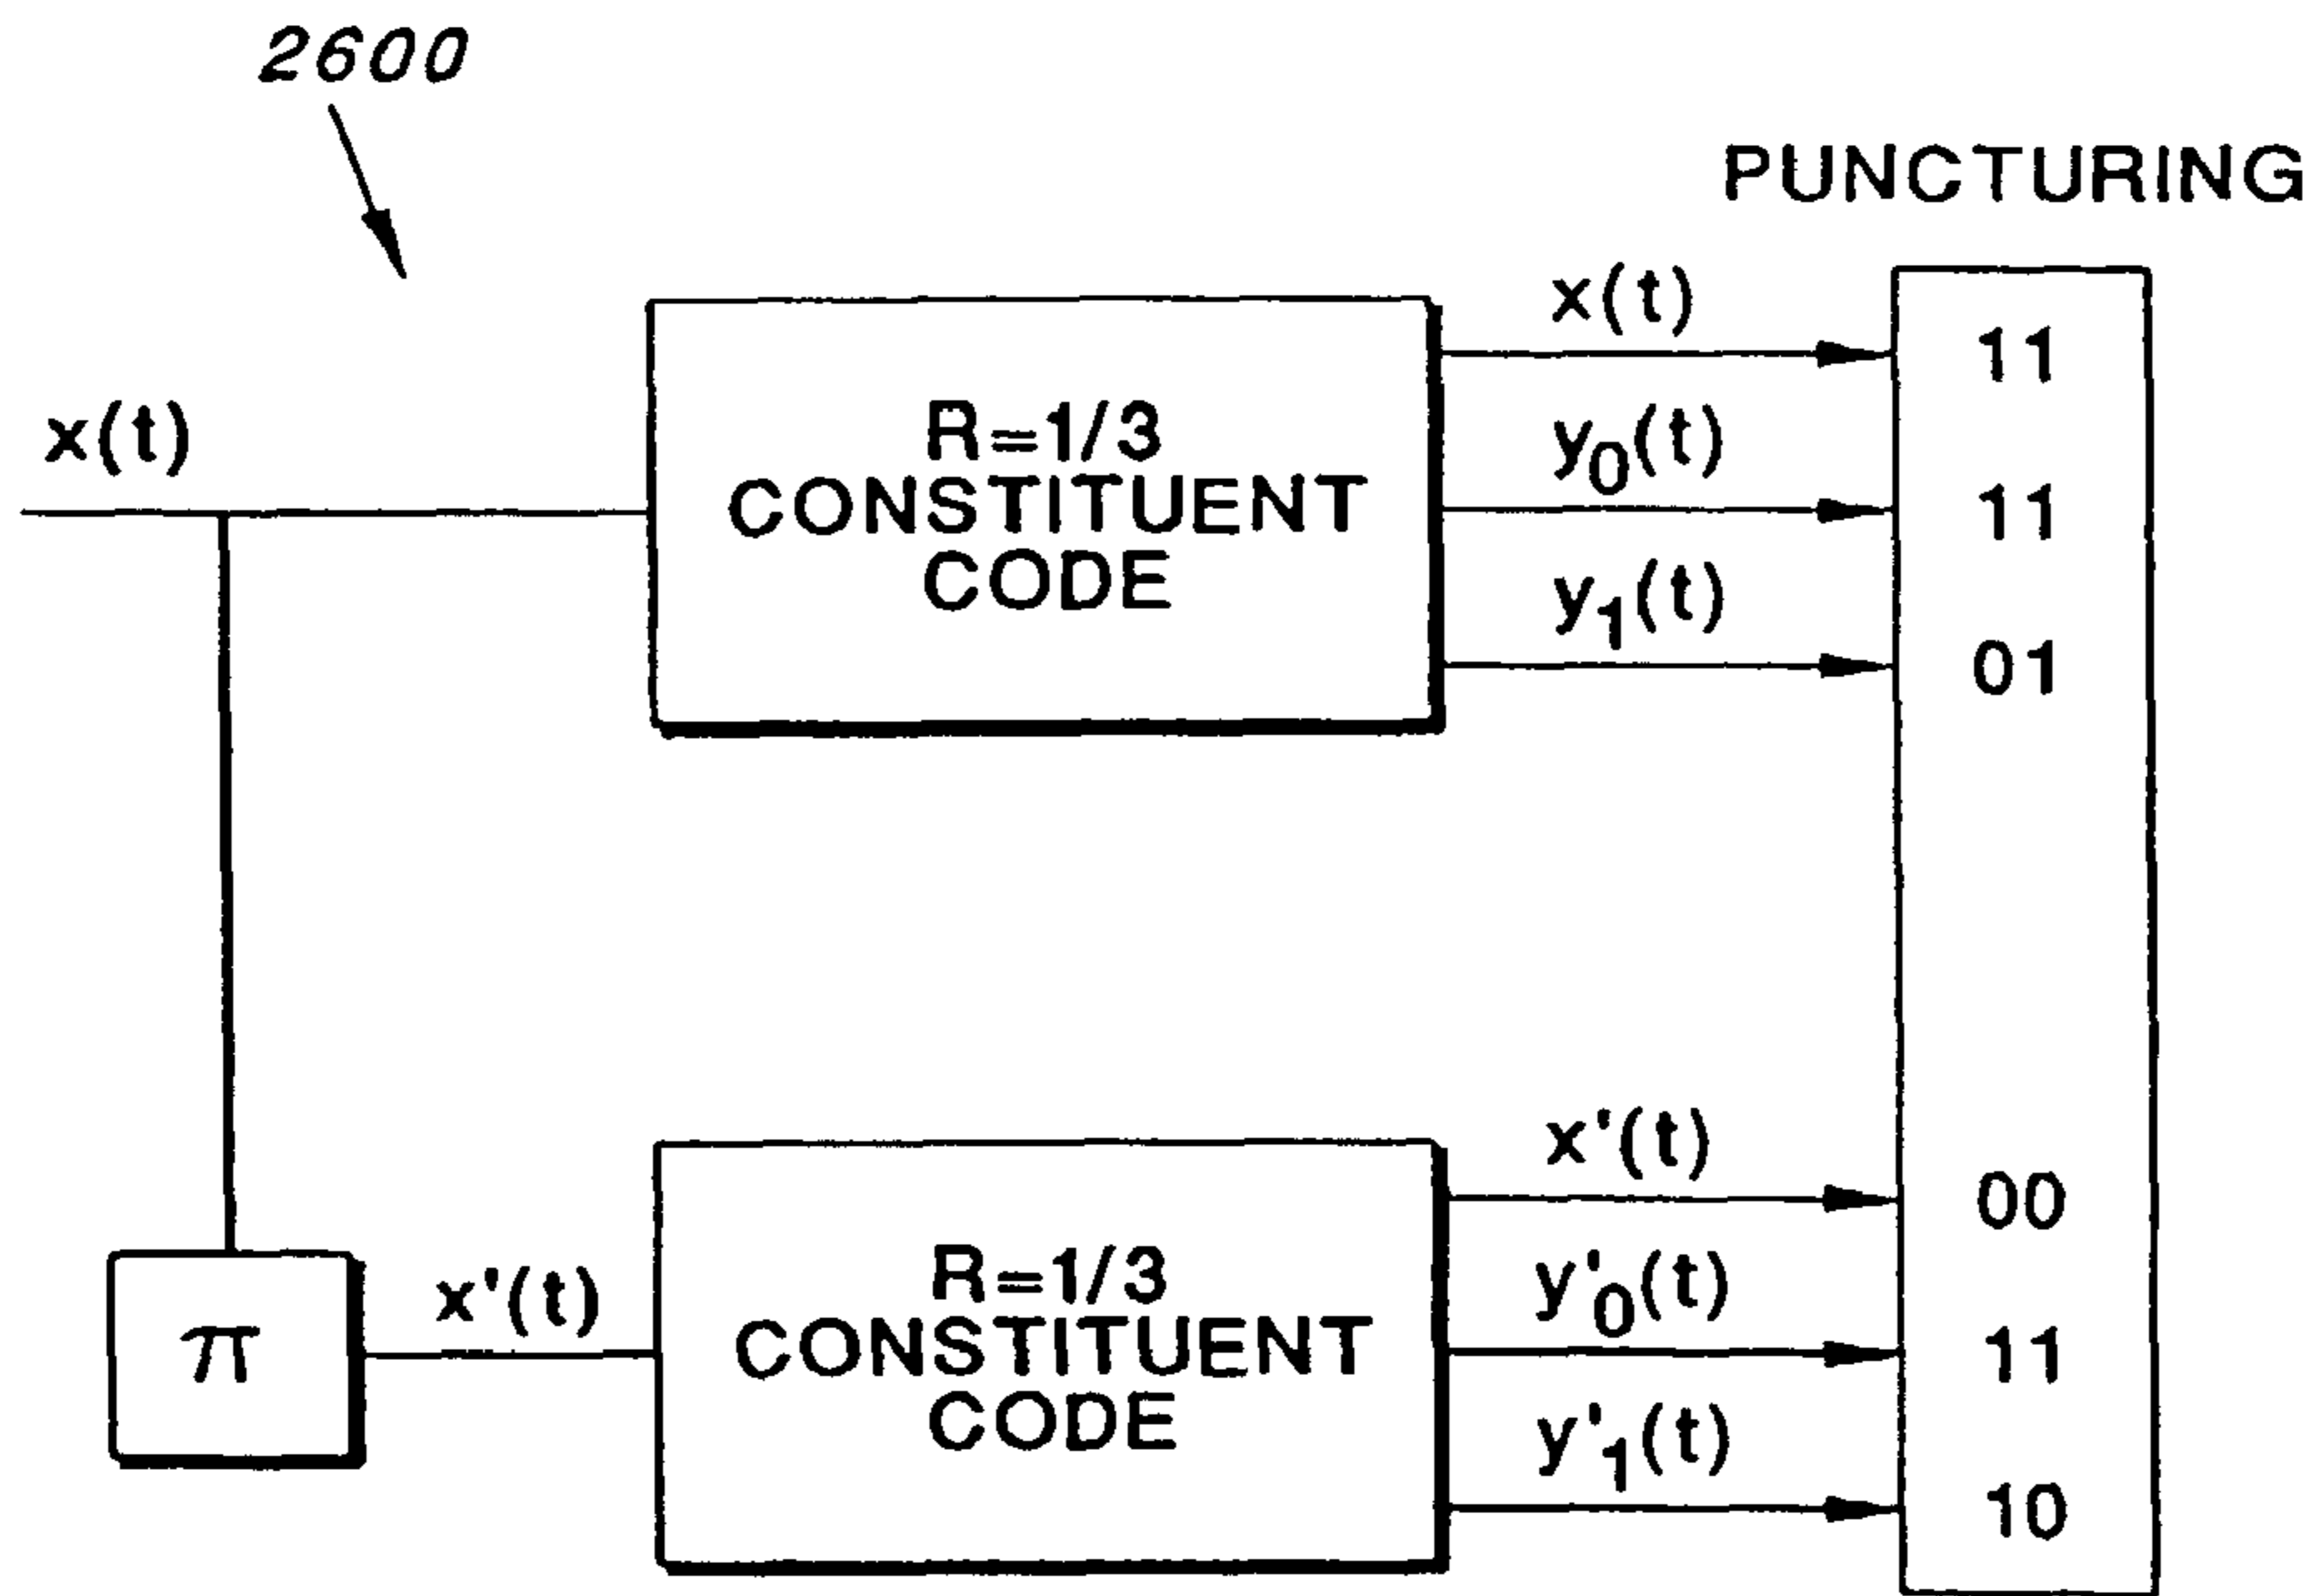 2600
PUNCTURING
x(t)
R=1/3
CONSTITUENT
CODE
x(t)
y0(t)
y1(t)
11
11
01
π
x'(t)
R=1/3
CONSTITUENT
CODE
x'(t)
y'0(t)
y'1(t)
00
11
10